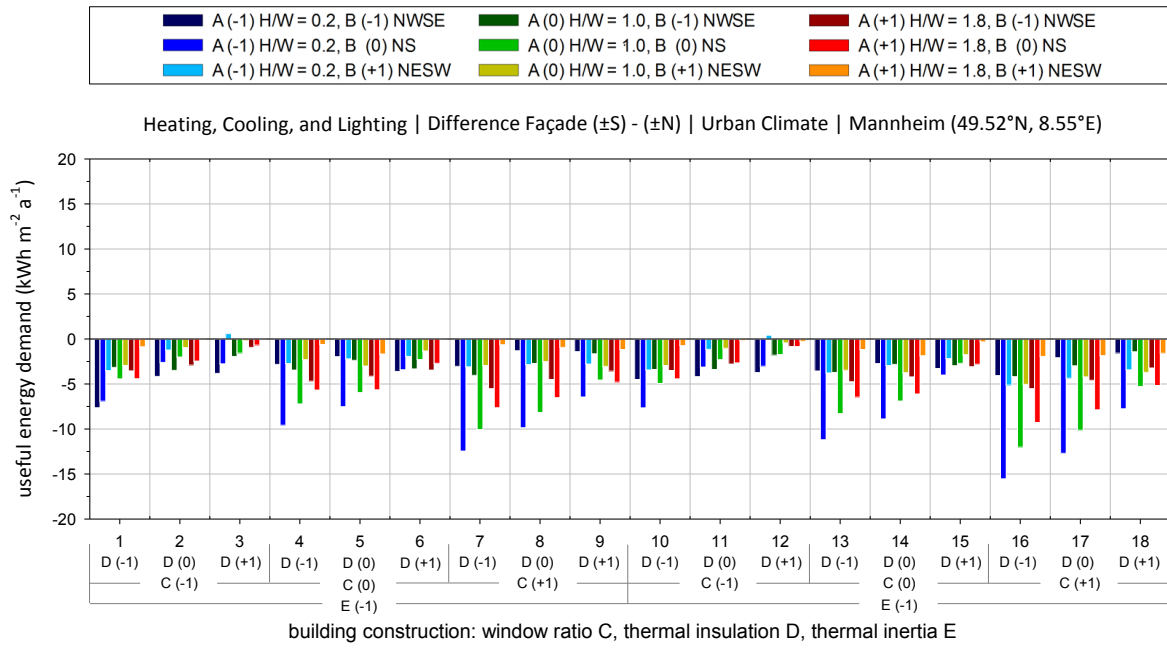 A (-1) H/W = 0.2, B (-1) NWSE A (0) H/W = 1.0, B (-1) NWSE A (+1) H/W = 1.8, B (-1) NWSE
A (-1) H/W = 0.2, B (0) NS A (0) H/W = 1.0, B (0) NS A (+1) H/W = 1.8, B (0) NS
A (-1) H/W = 0.2, B (+1) NESW A (0) H/W = 1.0, B (+1) NESW A (+1) H/W = 1.8, B (+1) NESW
Heating, Cooling, and Lighting | Difference Façade (±S) - (±N) | Urban Climate | Mannheim (49.52°N, 8.55°E)
useful energy demand (kWh m⁻² a⁻¹)
20
15
10
5
0
-5
-10
-15
-20
1 2 3 4 5 6 7 8 9 10 11 12 13 14 15 16 17 18
D (-1) D (0) D (+1) D (-1) D (0) D (+1) D (-1) D (0) D (+1) D (-1) D (0) D (+1) D (-1) D (0) D (+1) D (-1) D (0) D (+1)
C (-1) C (0) C (+1) C (-1) C (0) C (+1)
E (-1) E (-1)
building construction: window ratio C, thermal insulation D, thermal inertia E